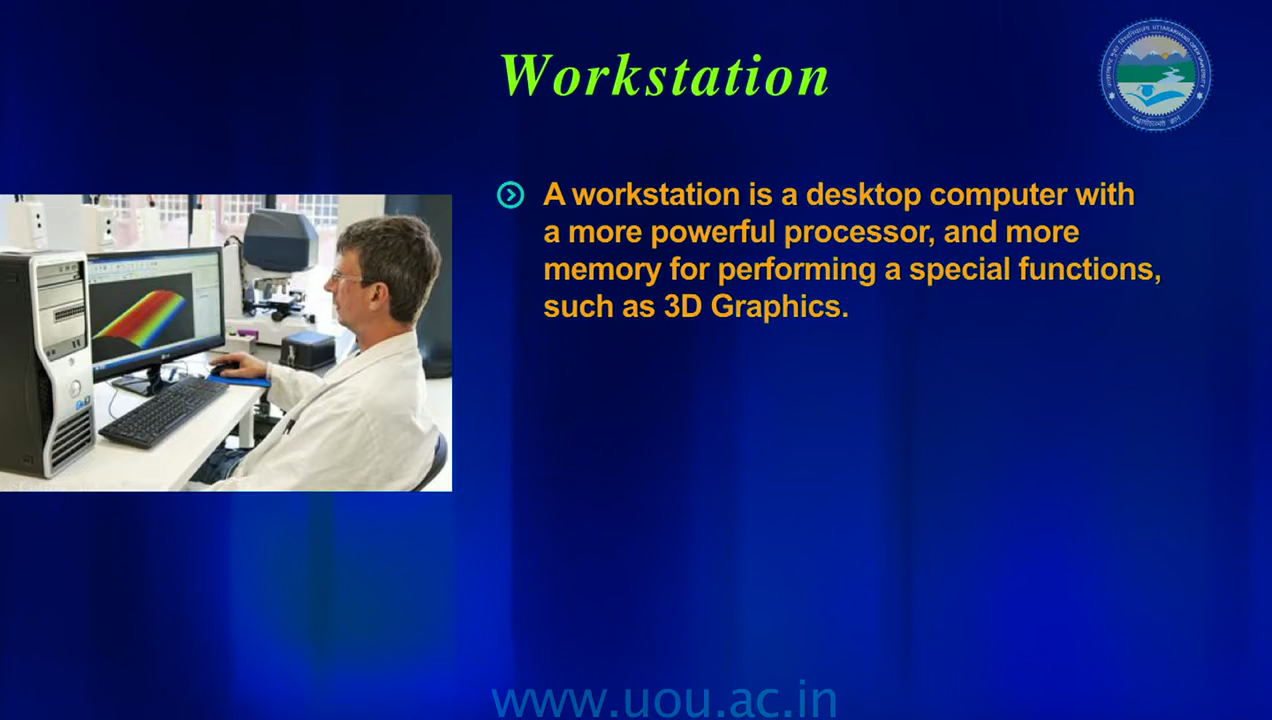 Workstation
A workstation is a desktop computer with
a more powerful processor, and more
memory for performing a special functions,
such as 3D Graphics.
www.uou.ac.in